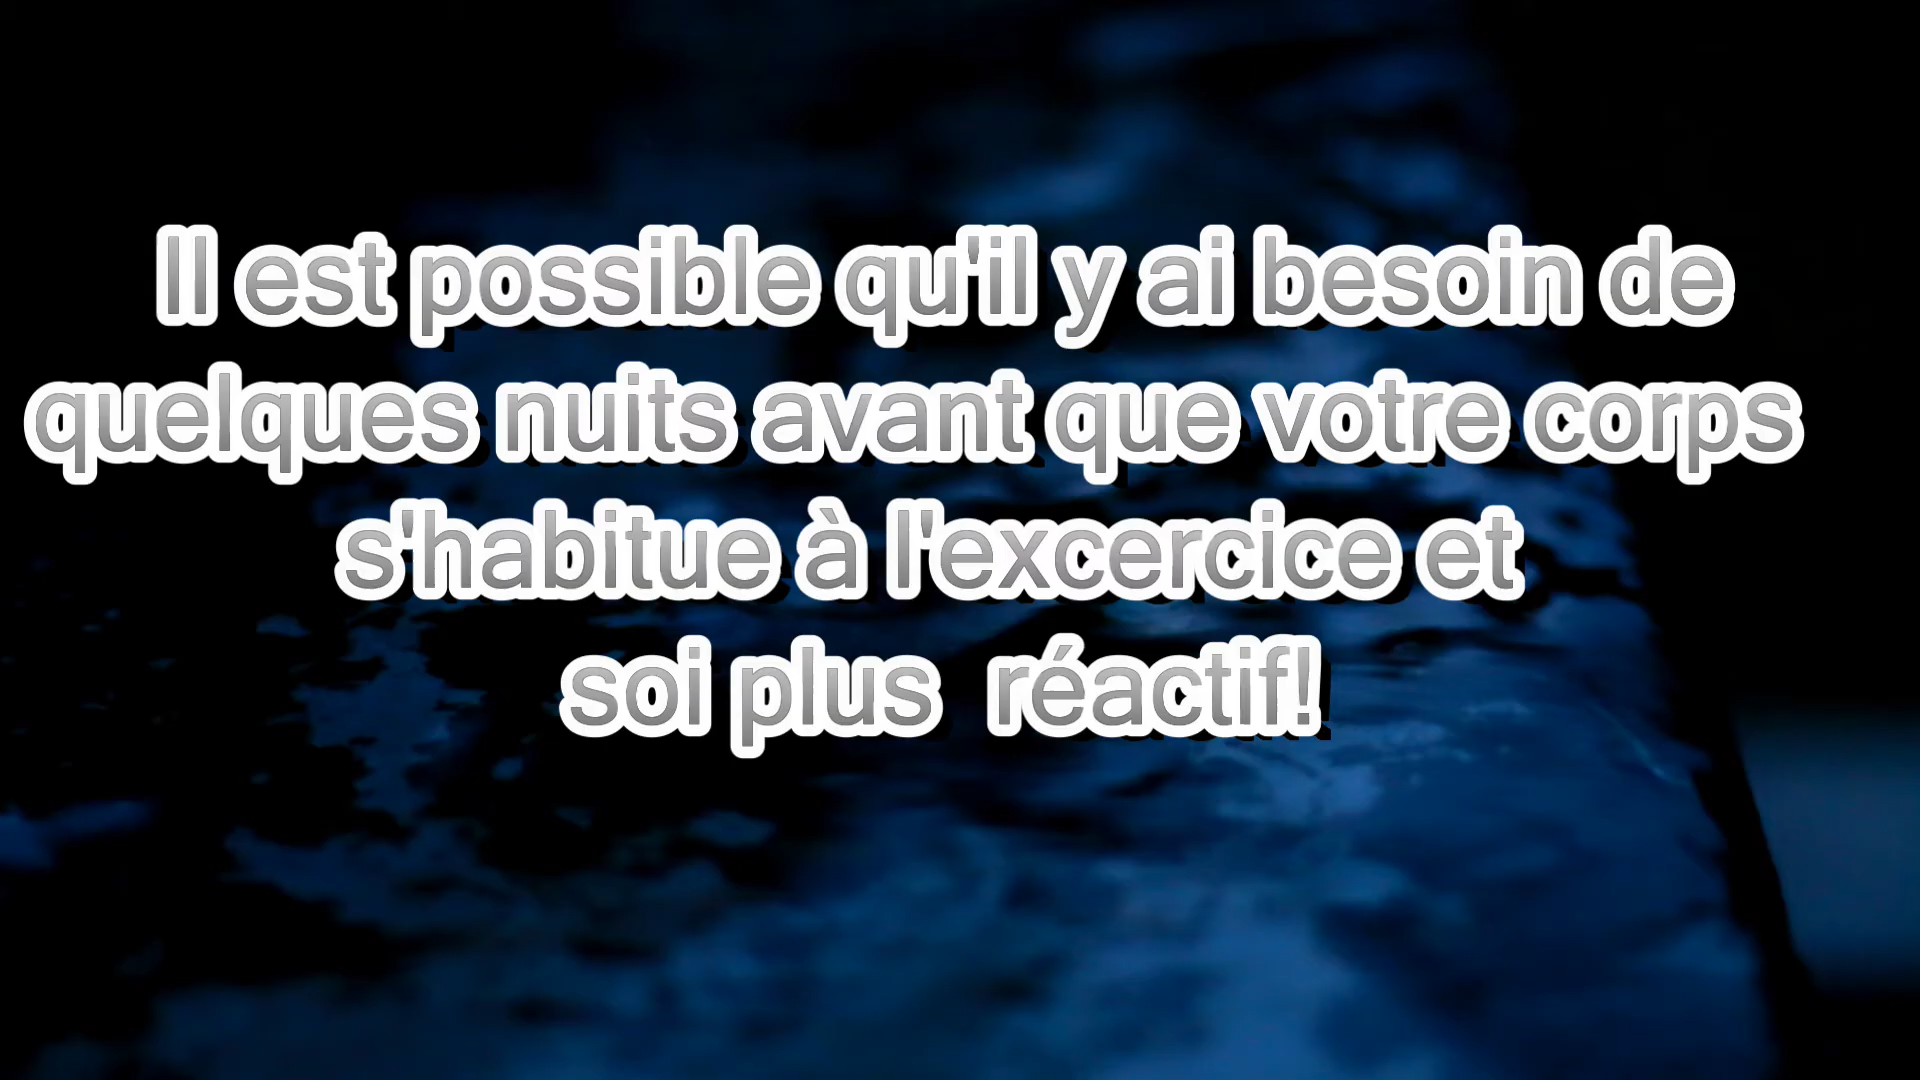 Il est possible qu'il y ai besoin de
quelques nuits avant que votre corps
s'habitue à l'excercice et
soi plus  réactif!